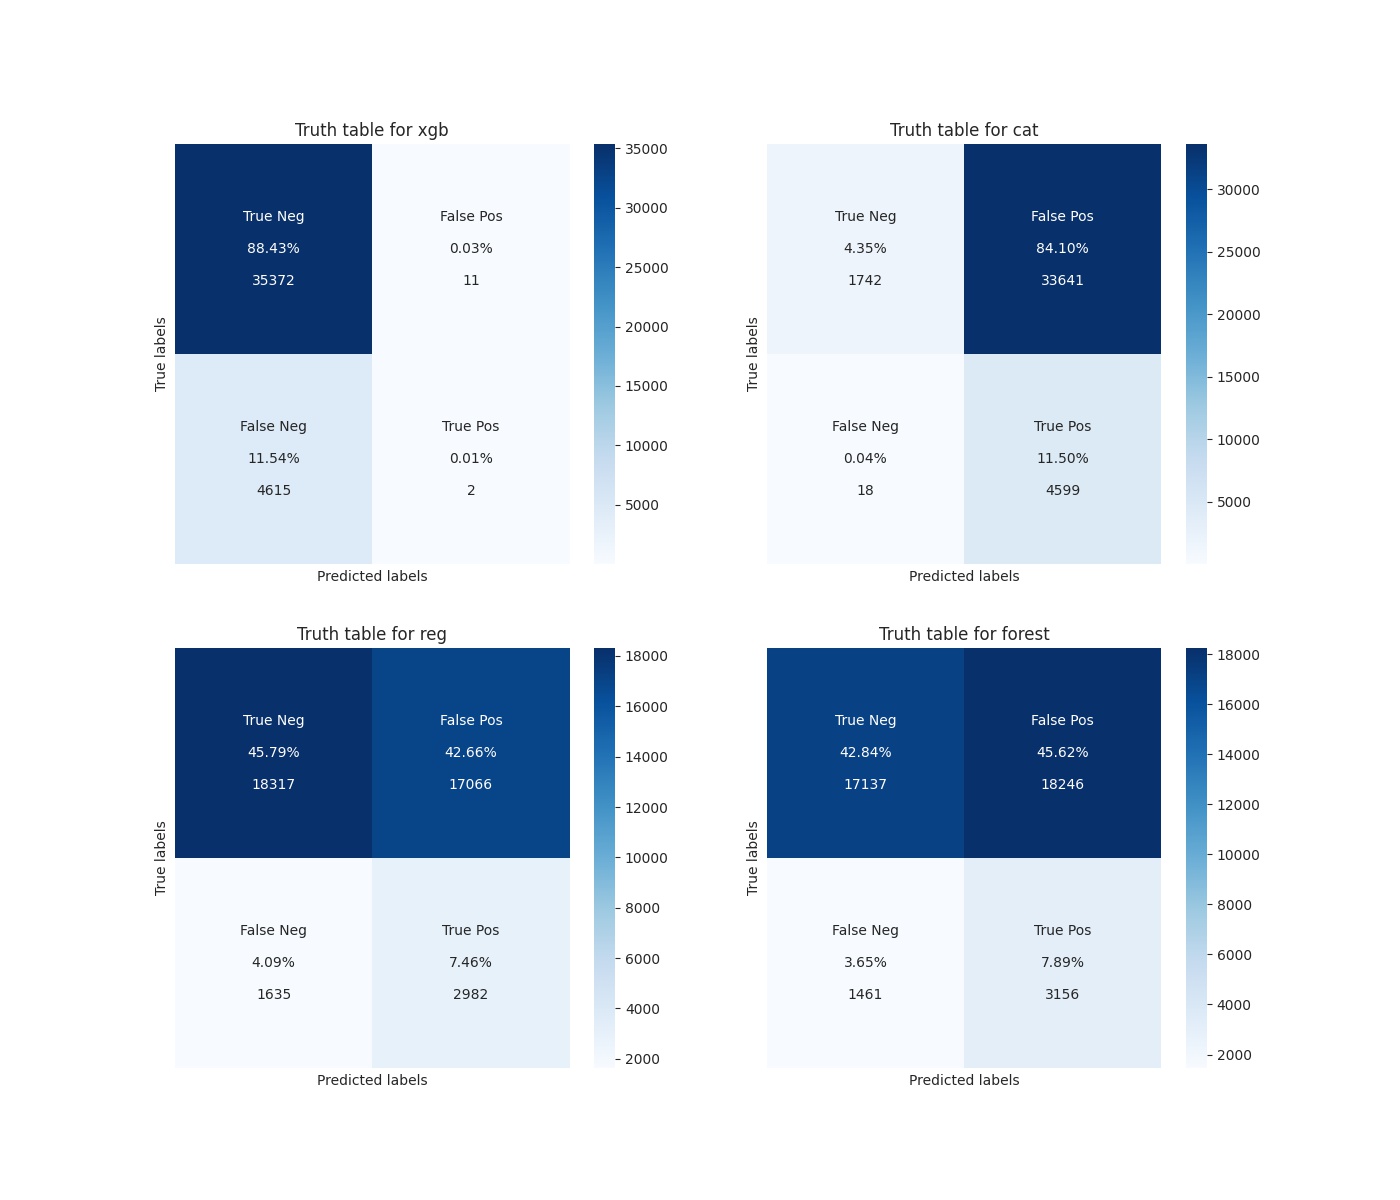 Truth table for xgb
True Neg
88.43%
35372
False Pos
0.03%
11
False Neg
11.54%
4615
True Pos
0.01%
2
True labels
Predicted labels
35000
30000
25000
20000
15000
10000
5000
Truth table for cat
True Neg
4.35%
1742
False Pos
84.10%
33641
False Neg
0.04%
18
True Pos
11.50%
4599
True labels
Predicted labels
30000
25000
20000
15000
10000
5000
Truth table for reg
True Neg
45.79%
18317
False Pos
42.66%
17066
False Neg
4.09%
1635
True Pos
7.46%
2982
True labels
Predicted labels
18000
16000
14000
12000
10000
8000
6000
4000
2000
Truth table for forest
True Neg
42.84%
17137
False Pos
45.62%
18246
False Neg
3.65%
1461
True Pos
7.89%
3156
True labels
Predicted labels
18000
16000
14000
12000
10000
8000
6000
4000
2000